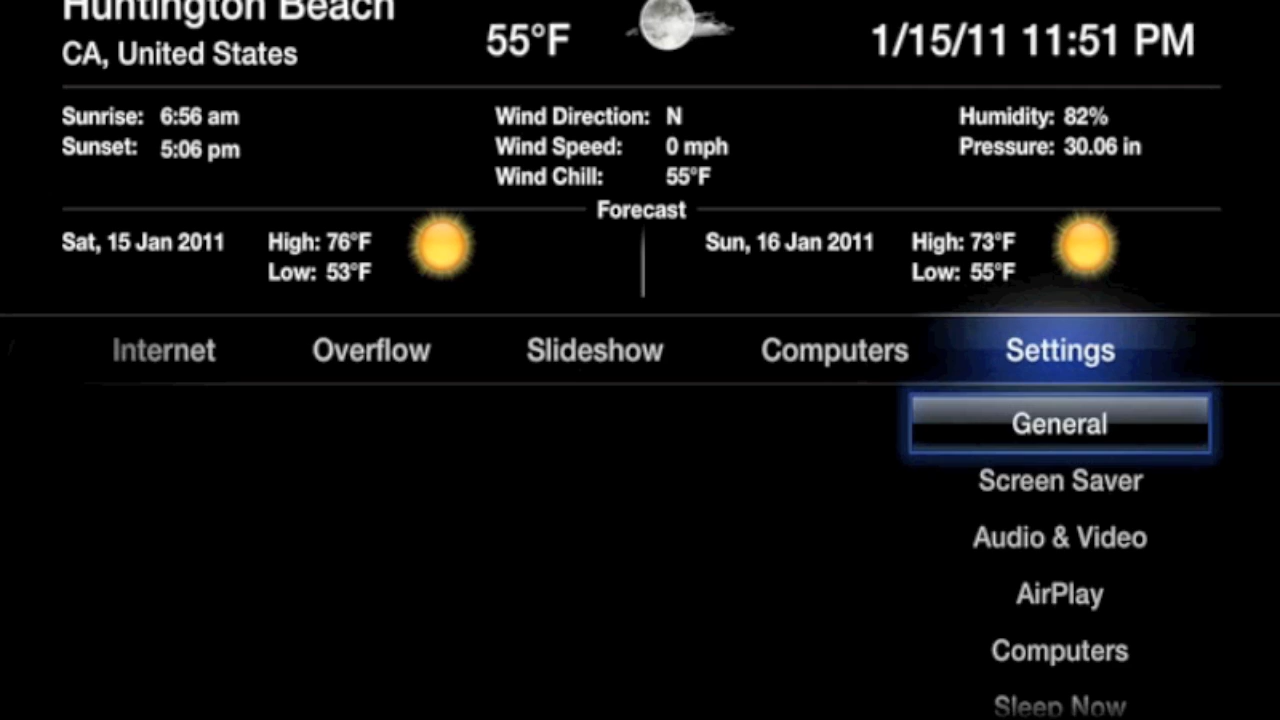 Huntington Beach
CA, United States
55°F
1/15/11 11:51 PM
Sunrise: 6:56 am
Sunset: 5:06 pm
Wind Direction: N
Wind Speed: 0 mph
Wind Chill: 55°F
Humidity: 82%
Pressure: 30.06 in
Forecast
Sat, 15 Jan 2011
High: 76°F
Low: 53°F
Sun, 16 Jan 2011
High: 73°F
Low: 55°F
Internet Overflow Slideshow Computers Settings
General
Screen Saver
Audio & Video
AirPlay
Computers
Sleep Now